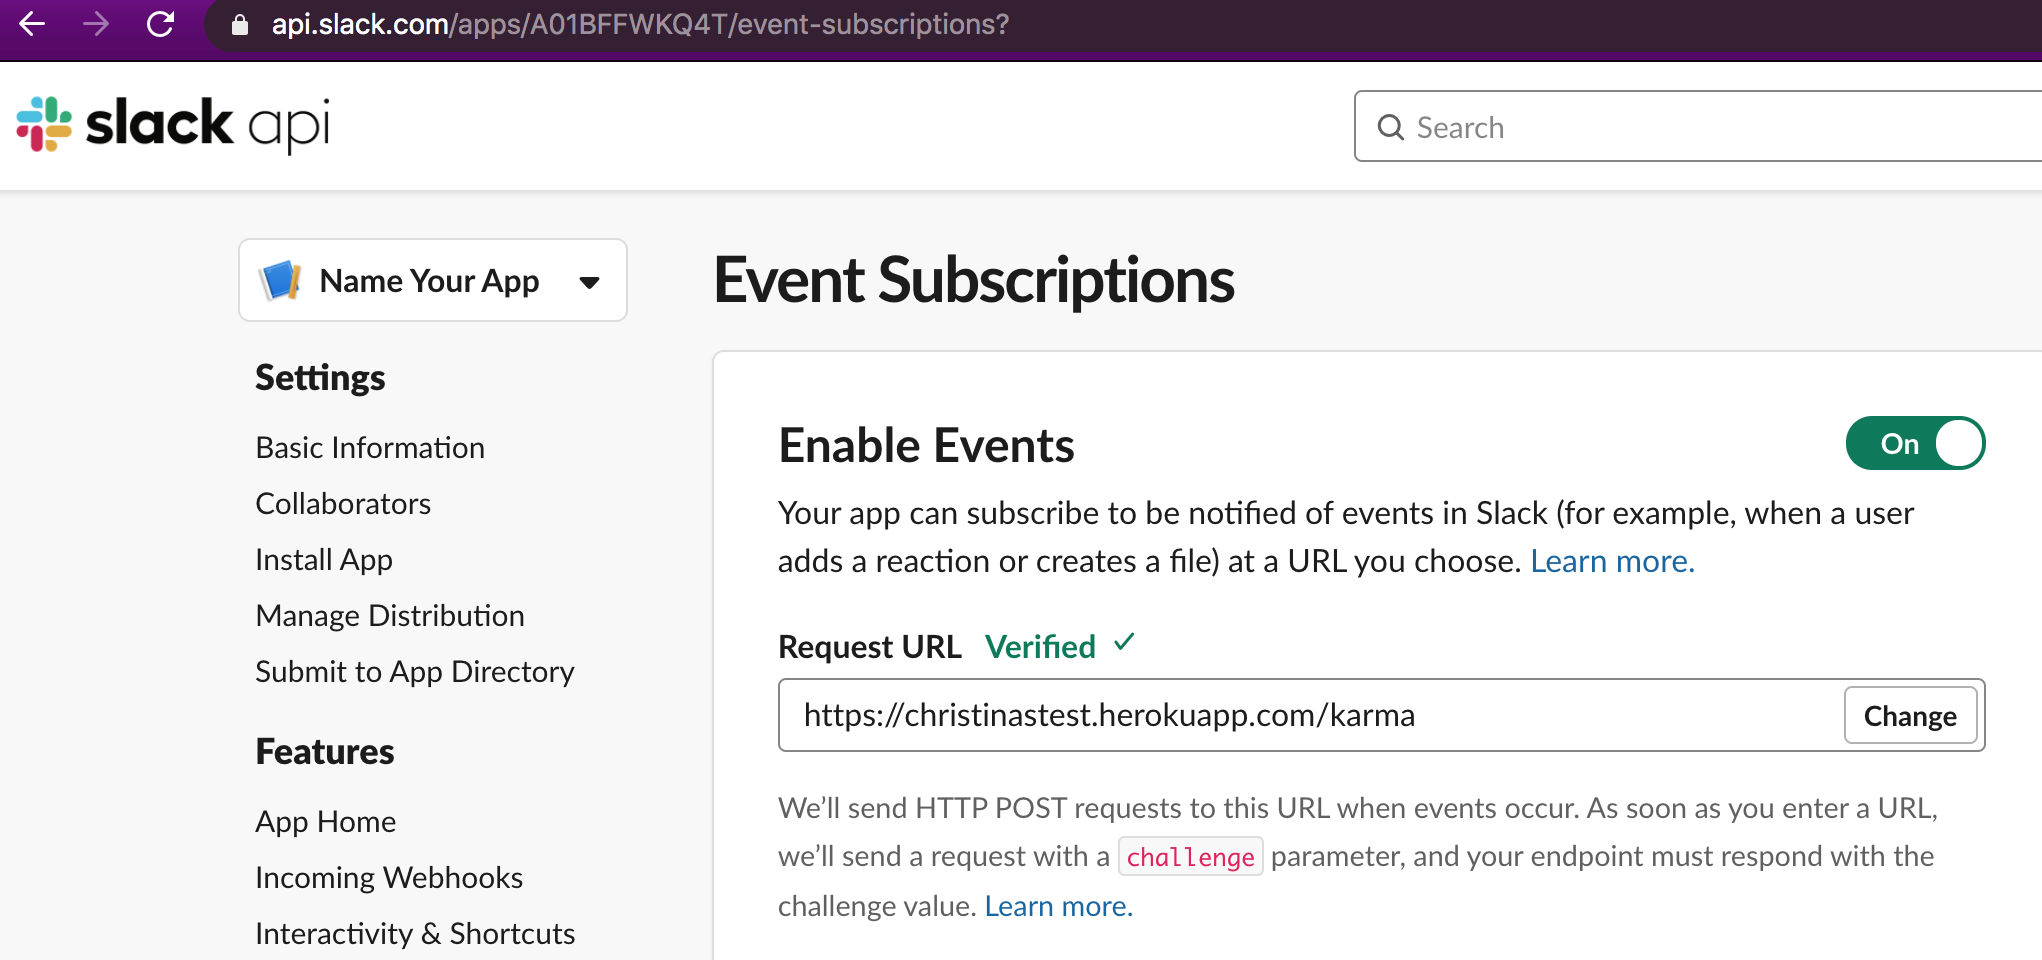 api.slack.com/apps/A01BFFWKQ4T/event-subscriptions?
slack api
Search
Name Your App
Settings
Basic Information
Collaborators
Install App
Manage Distribution
Submit to App Directory
Features
App Home
Incoming Webhooks
Interactivity & Shortcuts
Event Subscriptions
Enable Events
On
Your app can subscribe to be notified of events in Slack (for example, when a user
adds a reaction or creates a file) at a URL you choose. Learn more.
Request URL Verified ✓
https://christinastest.herokuapp.com/karma
Change
We’ll send HTTP POST requests to this URL when events occur. As soon as you enter a URL,
we’ll send a request with a challenge parameter, and your endpoint must respond with the
challenge value. Learn more.